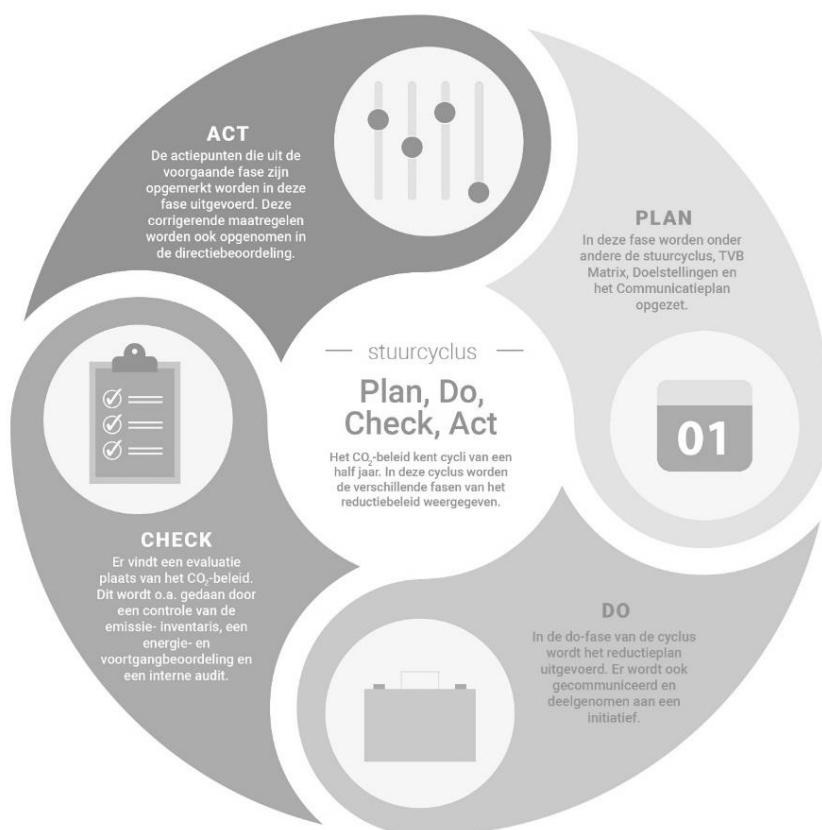 ACT
De actiepunten die uit de
voorgaande fase zijn
opgemerkt worden in deze
fase uitgevoerd. Deze
corrigerende maatregelen
worden ook opgenomen in
de directiebeoordeling.
PLAN
In deze fase worden onder
andere de stuurcyclus, TVB
Matrix, Doelstellingen en
het Communicatieplan
opgezet.
01
stuurcyclus
Plan, Do,
Check, Act
Het CO₂-beleid kent cycli van een
half jaar. In deze cyclus worden
de verschillende fasen van het
reductiebeleid weergegeven.
CHECK
Er vindt een evaluatie
plaats van het CO₂-beleid.
Dit wordt o.a. gedaan door
een controle van de
emissie- inventaris, een
energie- en
voortgangbeoordeling en
een interne audit.
DO
In de do-fase van de cyclus
wordt het reductieplan
uitgevoerd. Er wordt ook
gecommuniceerd en
deelgenomen aan een
initiatief.